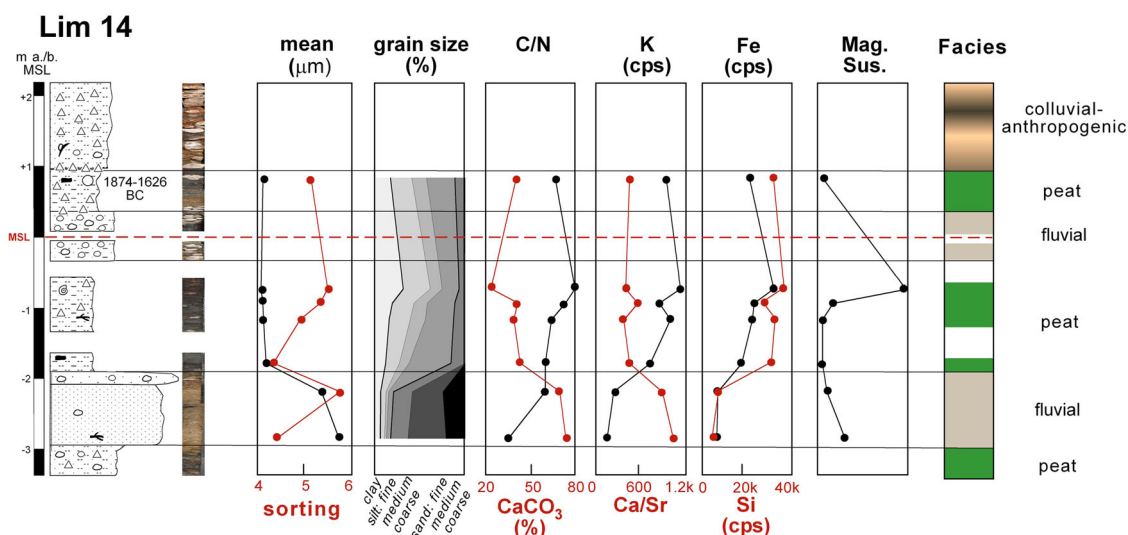 Lim 14
m a./b.
MSL
mean
(μm)
grain size
(%)
C/N
K
(cps)
Fe
(cps)
Mag.
Sus.
Facies
+2
+1
MSL
-1
-2
-3
1874-1626
BC
colluvial-
anthropogenic
peat
fluvial
peat
fluvial
peat
4 5 6
sorting
clay
silt: fine
medium
coarse
sand: fine
medium
coarse
20 50 80
CaCO₃
(%)
0 600 1.2k
Ca/Sr
0 20k 40k
Si
(cps)